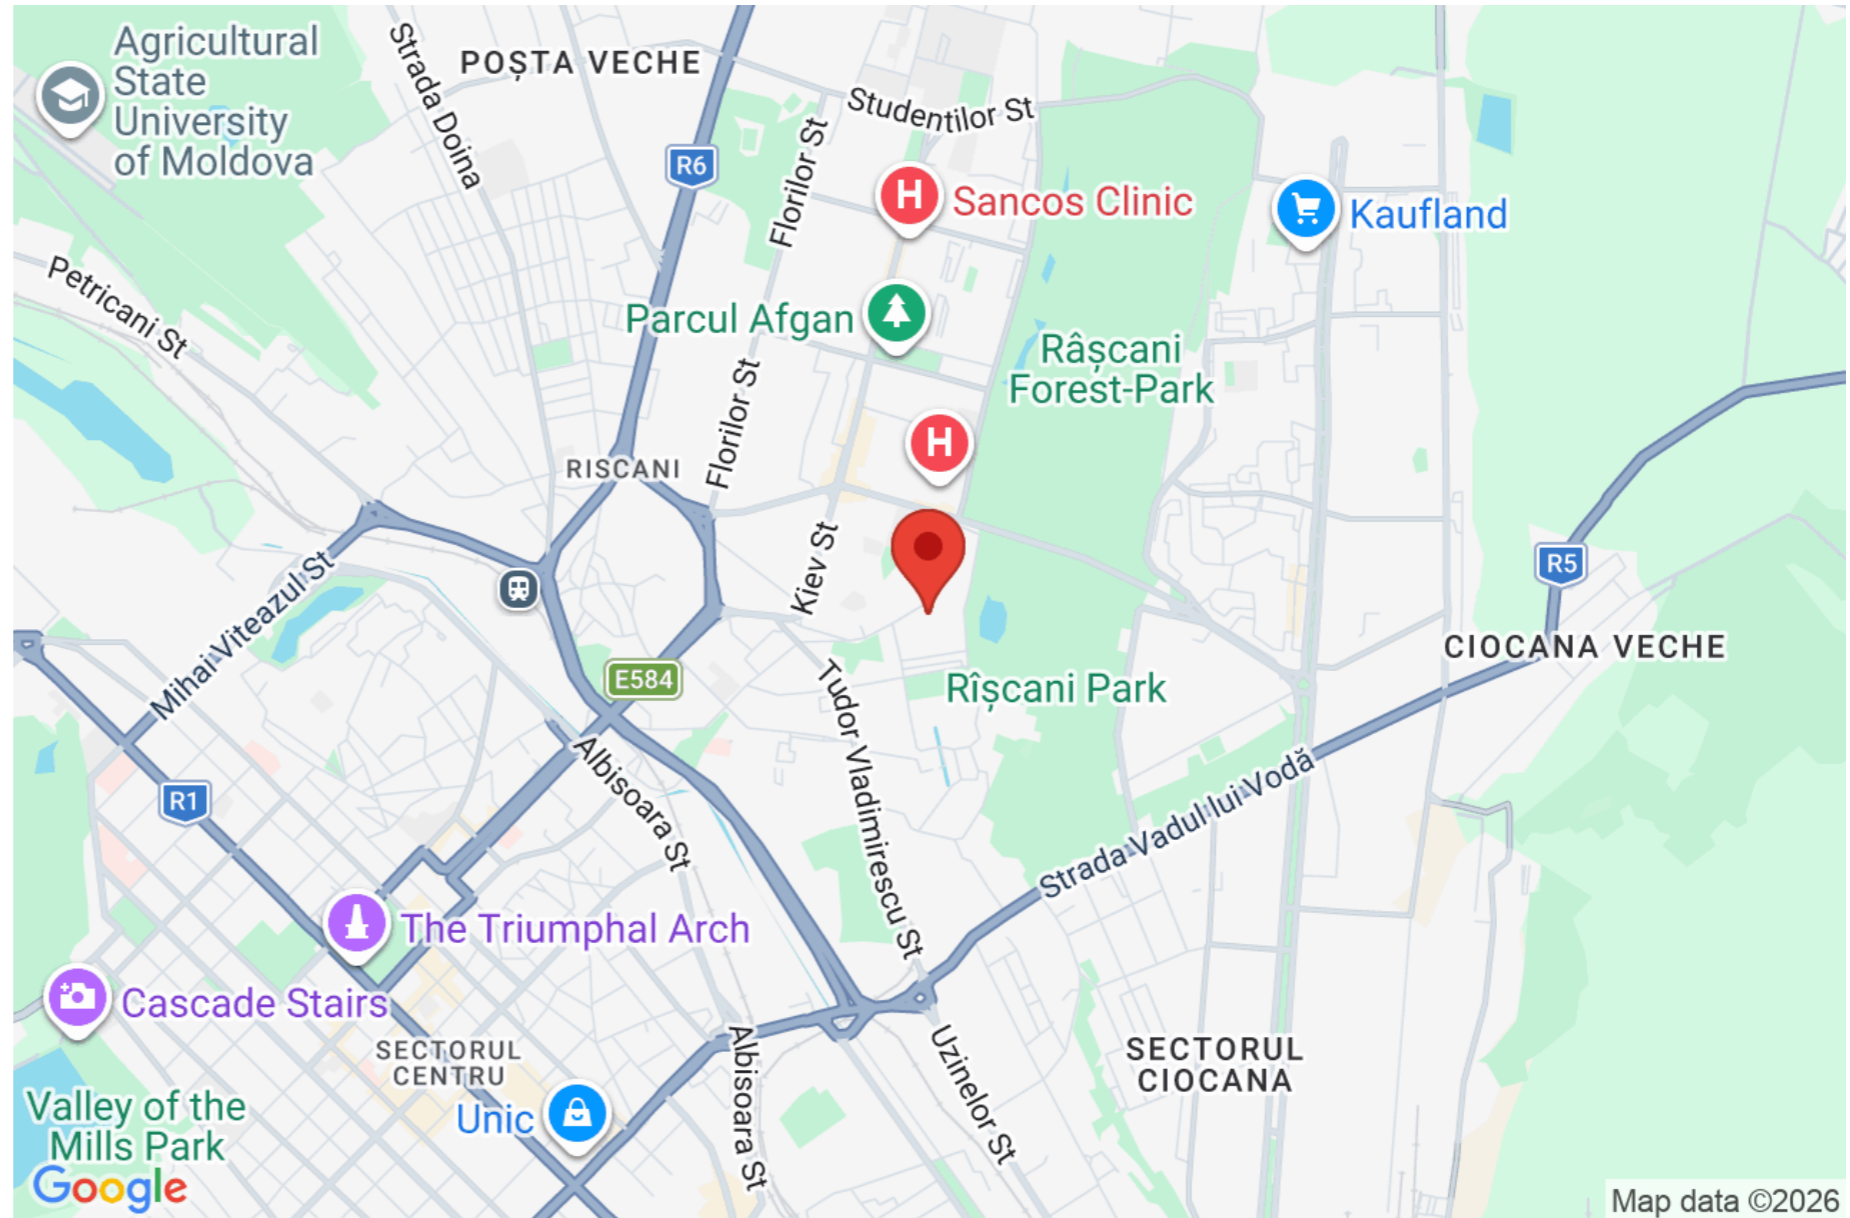 Agricultural
State
University
of Moldova
Strada Doina
POȘTA VECHE
R6
Florilor St
Studentilor St
H
Sancos Clinic
Kaufland
Petricani St
Parcul Afgan
Râșcani
Forest-Park
Florilor St
RISCANI
H
Mihai Viteazul St
Kiev St
R5
CIOCANA VECHE
E584
Rîșcani Park
Tudor Vladimirescu St
R1
Albisoara St
Strada Vadul lui Vodă
The Triumphal Arch
Cascade Stairs
SECTORUL
CENTRU
Albisoara St
Uzinelor St
SECTORUL
CIOCANA
Valley of the
Mills Park
Unic
Google
Map data ©2026